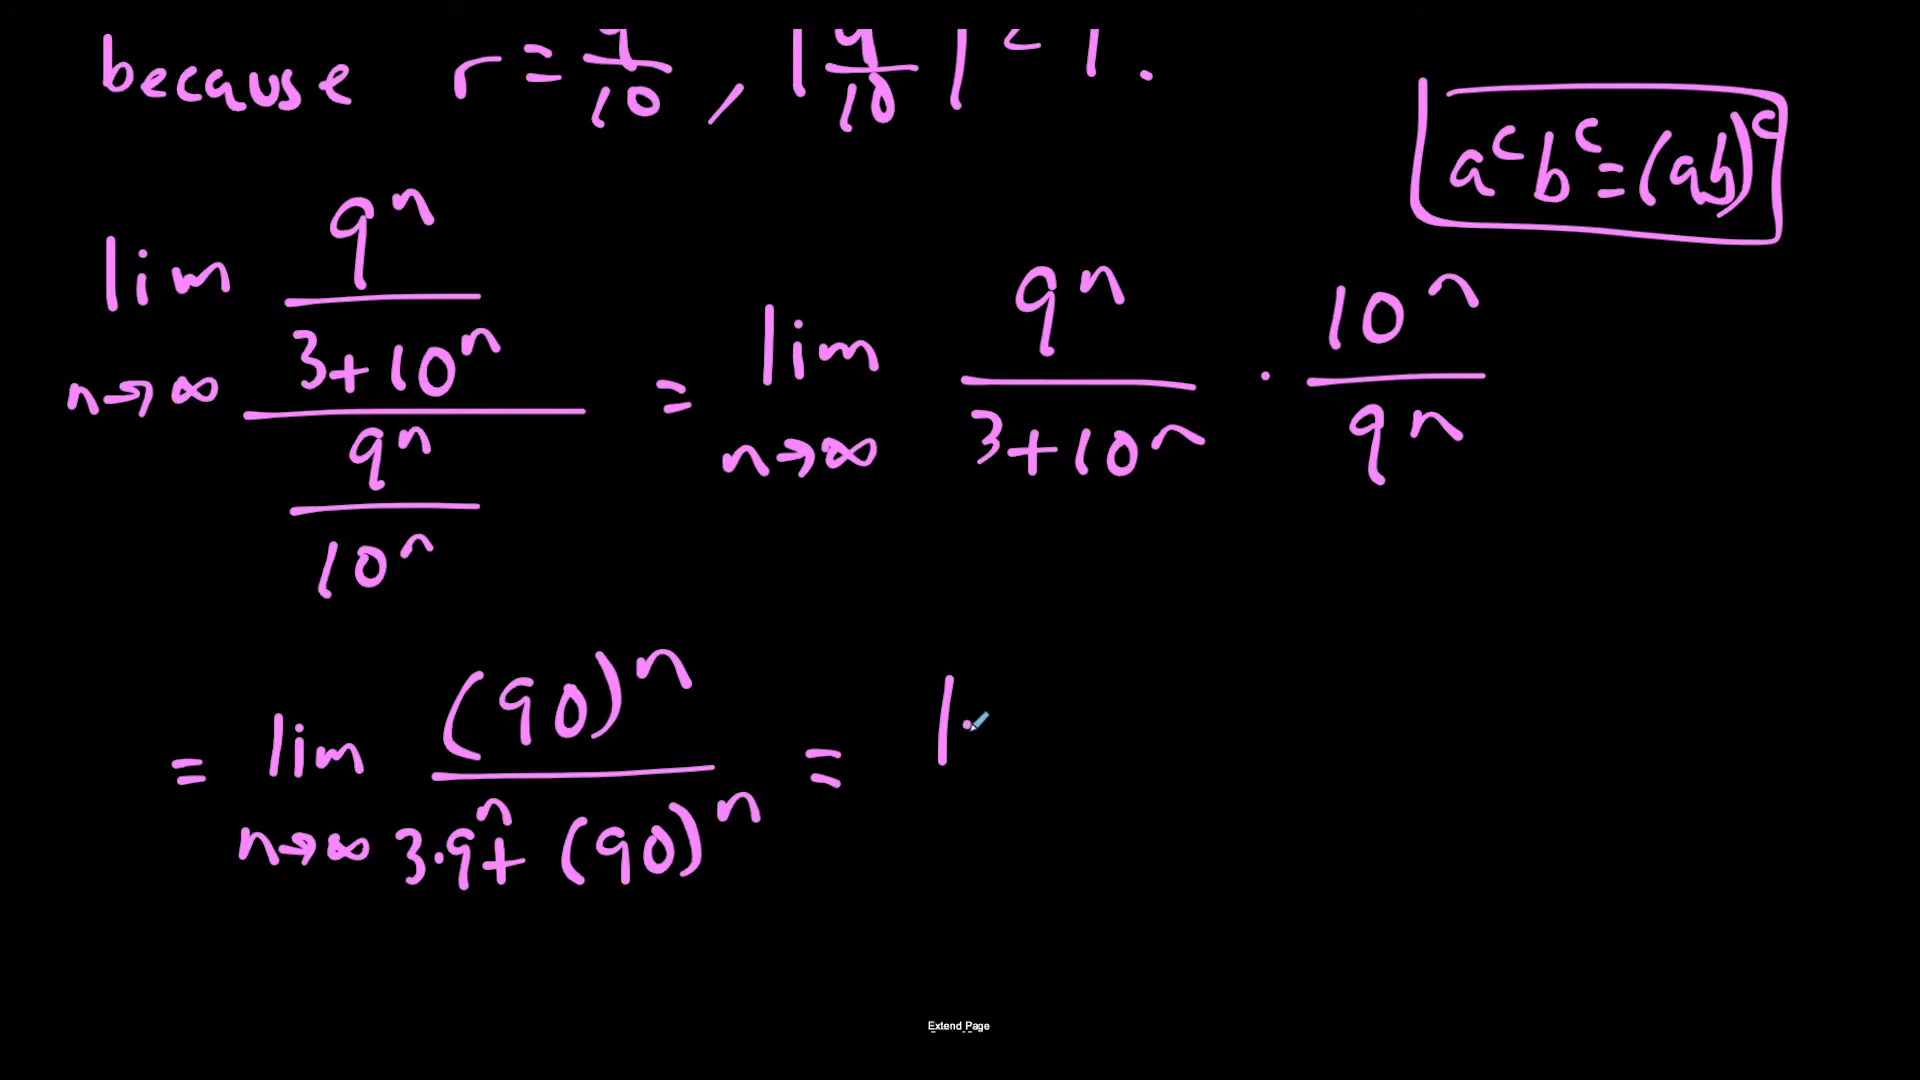 because r = 9/10 , |9/10| < 1 .
a^c b^c = (ab)^c
lim n→∞ (9^n / (3 + 10^n)) / (9^n / 10^n) = lim n→∞ 9^n / (3 + 10^n) · 10^n / 9^n
= lim n→∞ (90)^n / (3·9^n + (90)^n) =
Extend Page